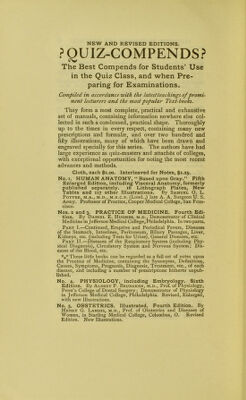 NEW AND REVISED EDITIONS.
?QUIZ-COMPENDS?
The Best Compends for Students' Use
in the Quiz Class, and when Pre-
paring for Examinations.
Compiled in accordance with the latest teachings of promi-
nent lecturers and the most popular Text-books.
They form a most complete, practical and exhaustive
set of manuals, containing information nowhere else col-
lected in such a condensed, practical shape. Thoroughly
up to the times in every respect, containing many new
prescriptions and formulæ, and over two hundred and
fifty illustrations, many of which have been drawn and
engraved specially for this series. The authors have had
large experience as quiz-masters and attachés of colleges,
with exceptional opportunities for noting the most recent
advances and methods.
Cloth, each $1.00. Interleaved for Notes, $1.25.
No. 1. HUMAN ANATOMY, "Based upon Gray." Fifth
Enlarged Edition, including Visceral Anatomy, formerly
published separately. 16 Lithograph Plates, New
Tables and 117 other Illustrations. By SAMUEL O. L.
POTTER, M.A., M.D., M.R.C.P. (Lond.,) late A. A. Surgeon U. S.
Army. Professor of Practice, Cooper Medical College, San Fran-
cisco.
Nos. 2 and 3. PRACTICE OF MEDICINE. Fourth Edi-
tion. By DANIEL E. HUGHES, M.D., Demonstrator of Clinical
Medicine in Jefferson Medical College, Philadelphia. In two parts.
PART I.—Continued, Eruptive and Periodical Fevers, Diseases
of the Stomach, Intestines, Peritoneum, Biliary Passages, Liver,
Kidneys, etc. (including Tests for Urine), General Diseases, etc.
PART II.—Diseases of the Respiratory System (including Phy-
sical Diagnosis), Circulatory System and Nervous System; Dis-
eases of the Blood, etc.
*** These little books can be regarded as a full set of notes upon
the Practice of Medicine, containing the Synonyms, Definitions,
Causes, Symptoms, Prognosis, Diagnosis, Treatment, etc., of each
disease, and including a number of prescriptions hitherto unpub-
lished.
No. 4. PHYSIOLOGY, including Embryology. Sixth
Edition. By ALBERT P. BRUBAKER, M.D., Prof. of Physiology,
Penn'a College of Dental Surgery; Demonstrator of Physiology
in Jefferson Medical College, Philadelphia. Revised, Enlarged,
with new Illustrations.
No. 5. OBSTETRICS. Illustrated. Fourth Edition. By
HENRY G. LANDIS, M.D., Prof. of Obstetrics and Diseases of
Women, in Starling Medical College, Columbus, O. Revised
Edition. New Illustrations.